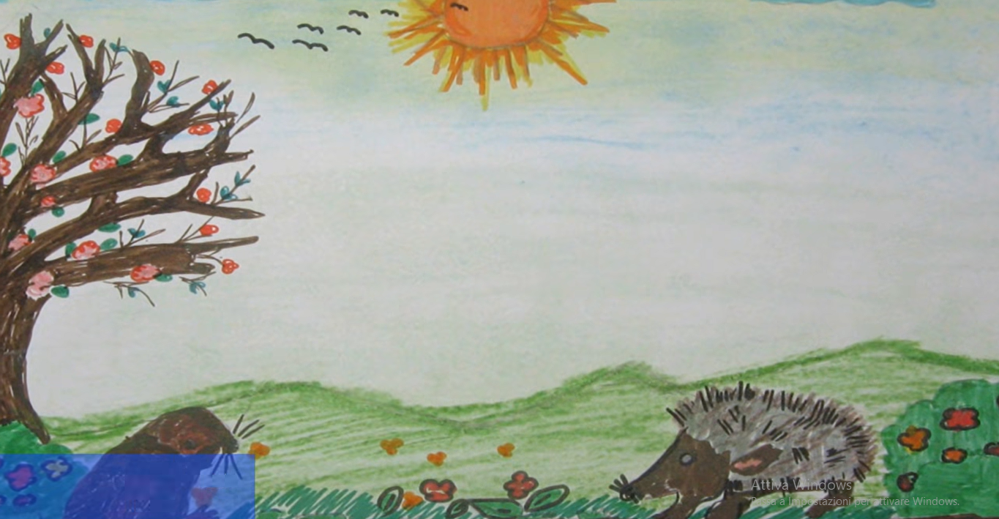 Attiva Windows
Passa a Impostazioni per attivare Windows.